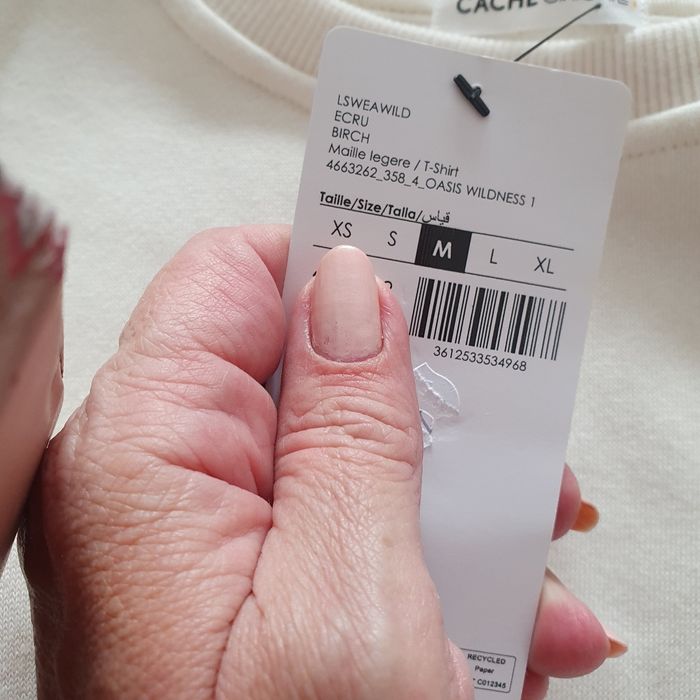 CACHE
LSWEAWILD
ECRU
BIRCH
Maille legere / T-Shirt
4663262_358_4_OASIS WILDNESS 1
Taille/Size/Talla/قياس
XS S M L XL
3612533534968
RECYCLED
Paper
C012345